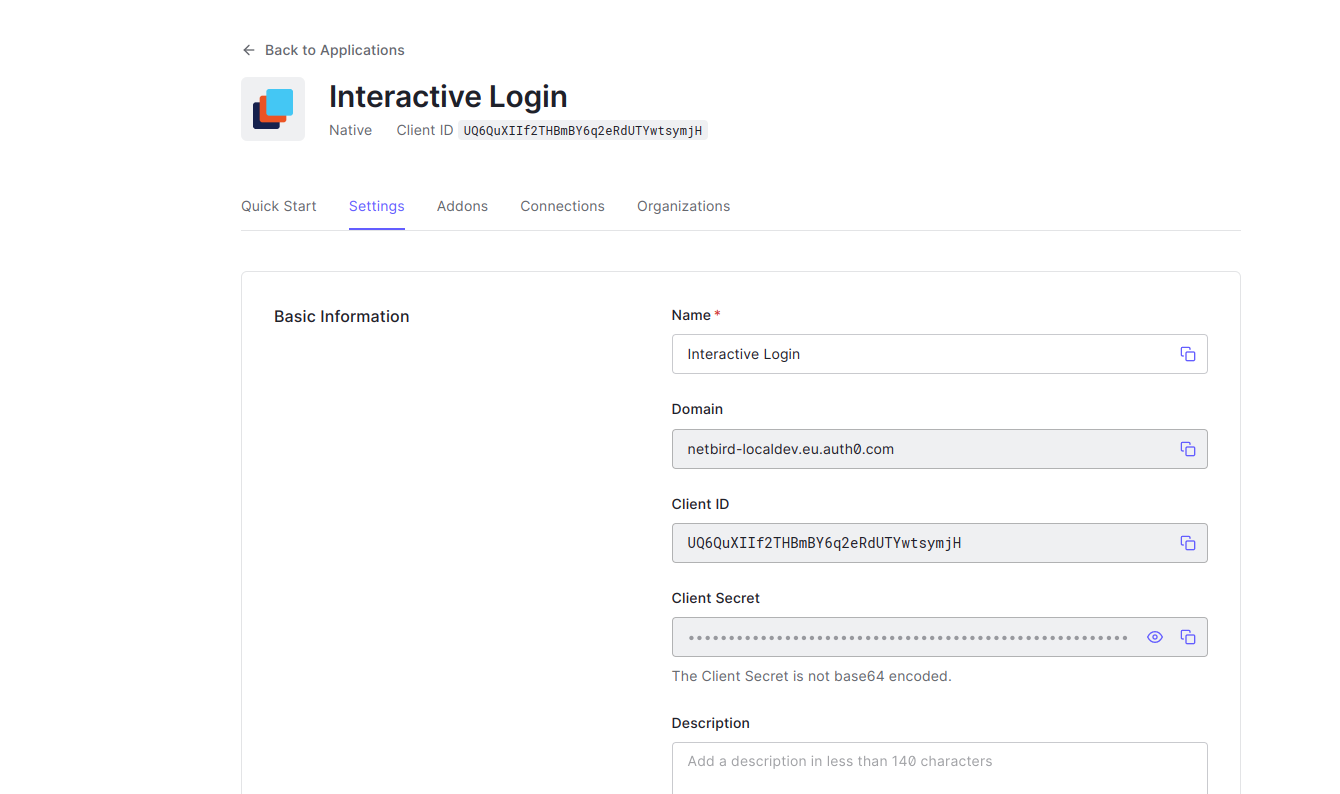 Back to Applications
Interactive Login
Native Client ID UQ6QuXIIf2THBmBY6q2eRdUTYwtsymjH
Quick Start Settings Addons Connections Organizations
Basic Information
Name *
Interactive Login
Domain
netbird-localdev.eu.auth0.com
Client ID
UQ6QuXIIf2THBmBY6q2eRdUTYwtsymjH
Client Secret
The Client Secret is not base64 encoded.
Description
Add a description in less than 140 characters